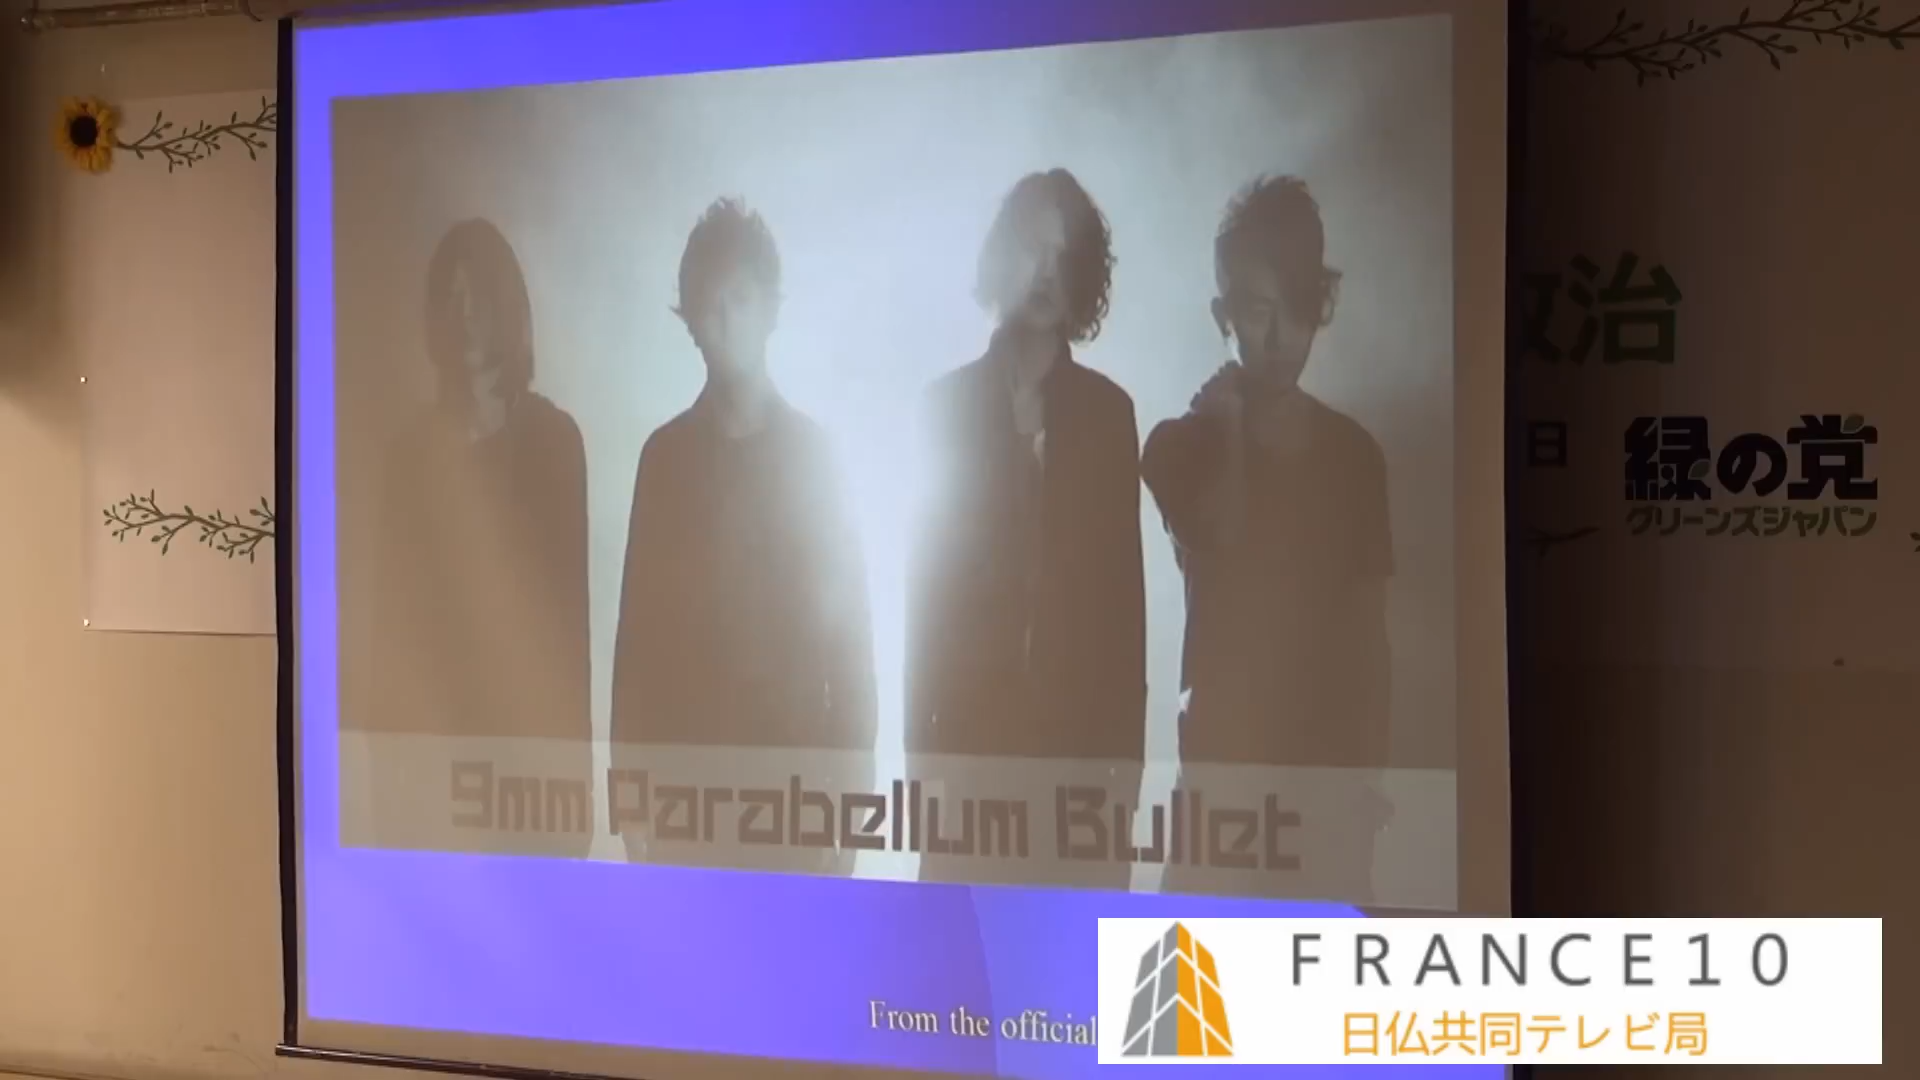 政治
日
緑の党
グリーンズジャパン
9mm Parabellum Bullet
From the official
FRANCE10
日仏共同テレビ局